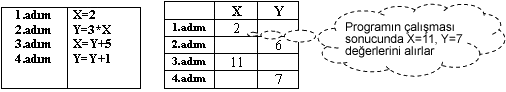 1.adım X=2
2.adım Y=3*X
3.adım X=Y+5
4.adım Y=Y+1
X Y
1.adım 2
2.adım 6
3.adım 11
4.adım 7
Programın çalışması
sonucunda X=11, Y=7
değerlerini alırlar